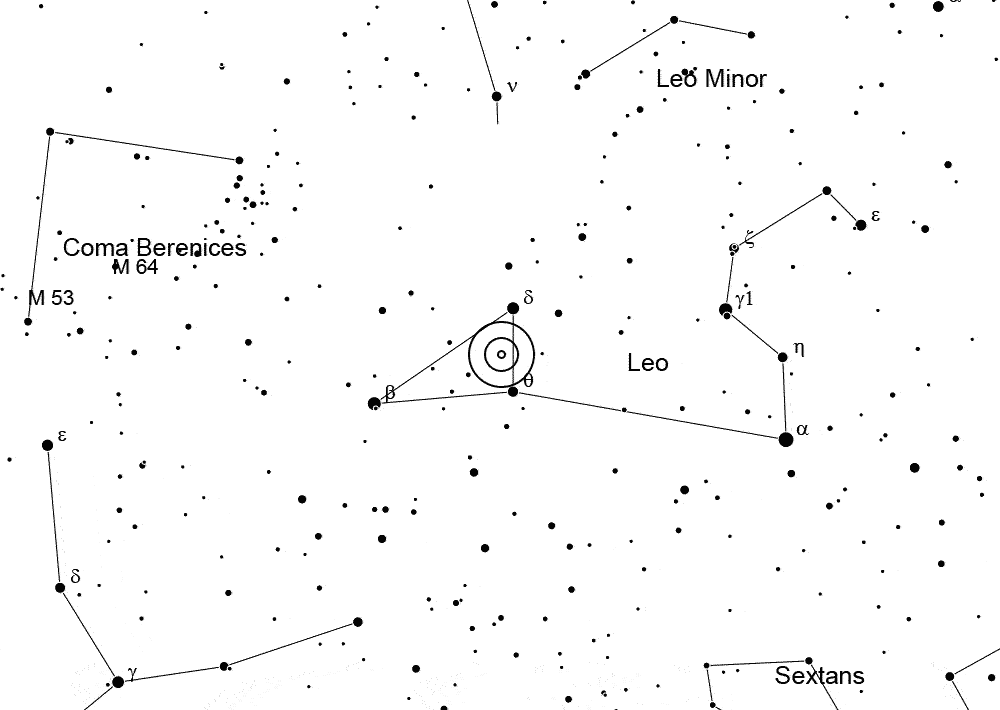 ν
Leo Minor
ε
ζ
Coma Berenices
M 64
M 53
δ
γ1
η
Leo
θ
β
α
ε
δ
γ
Sextans